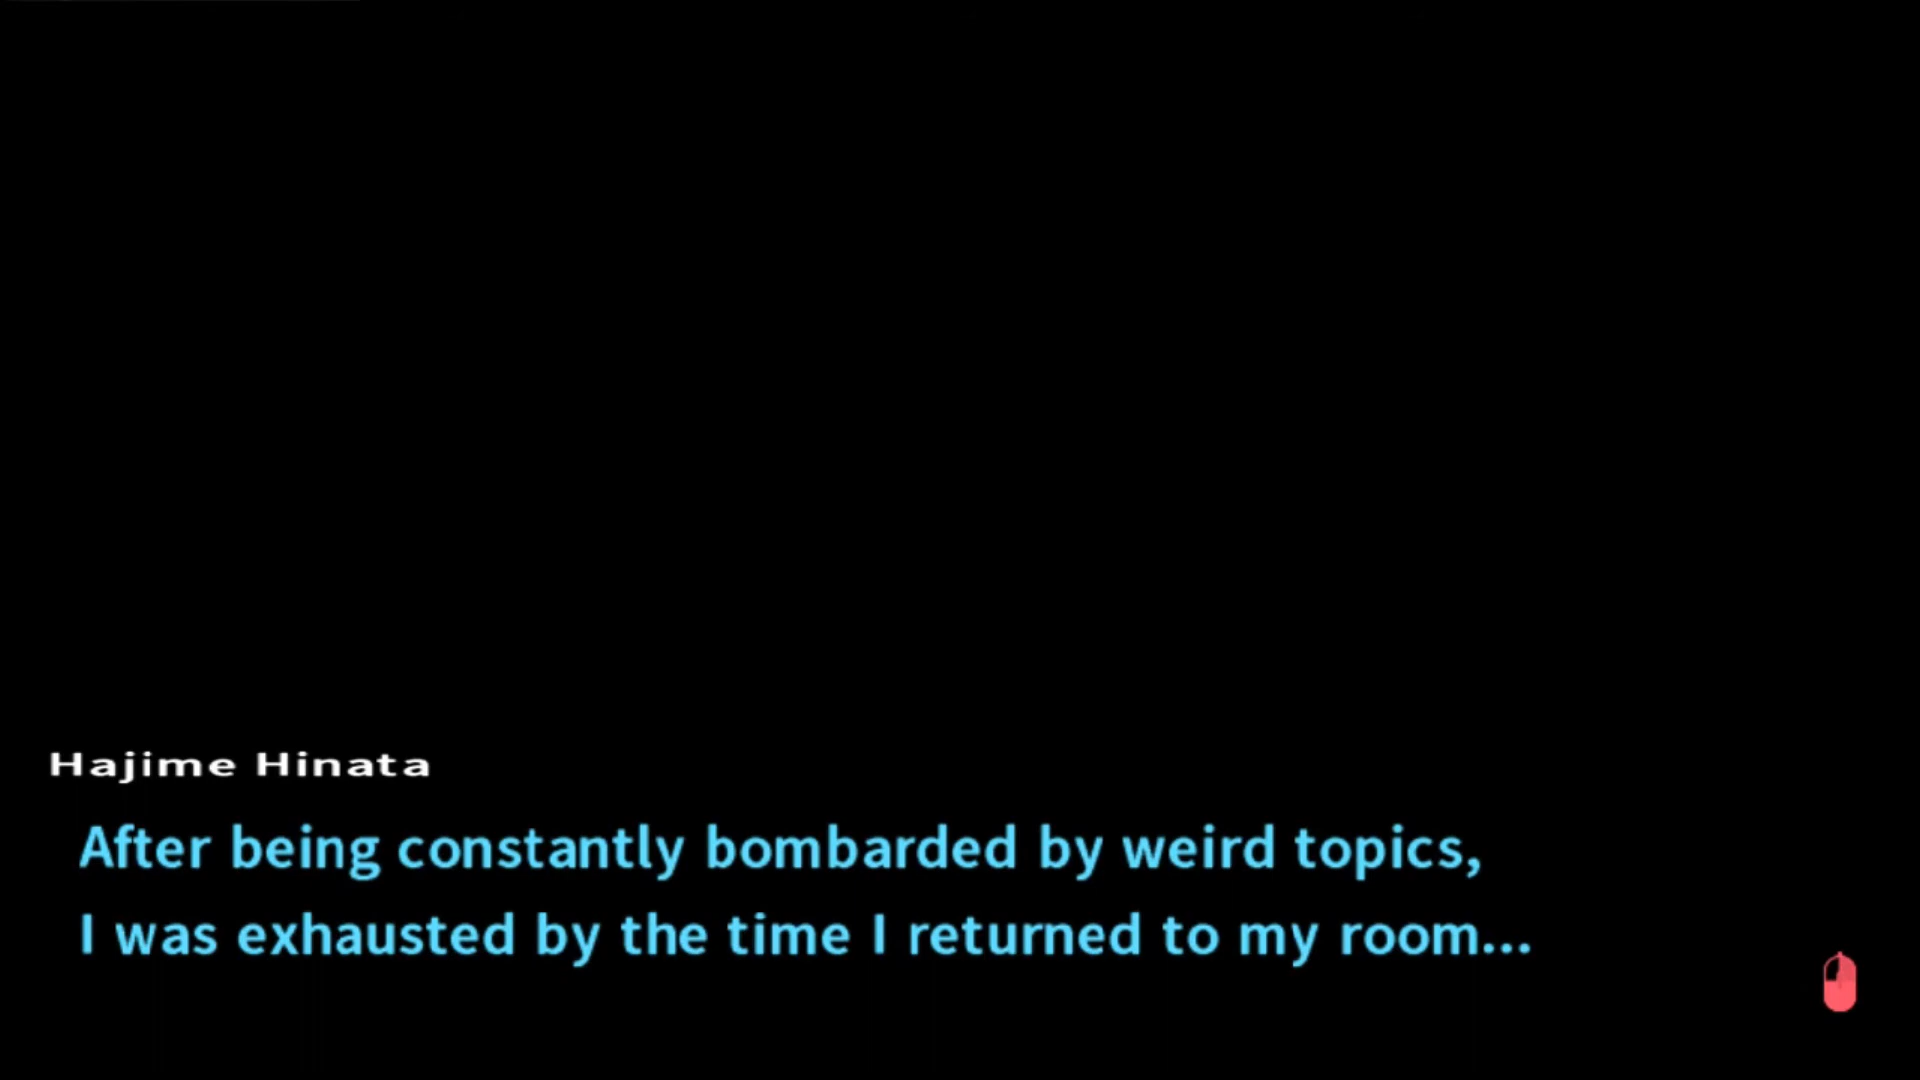 Hajime Hinata
After being constantly bombarded by weird topics,
I was exhausted by the time I returned to my room...